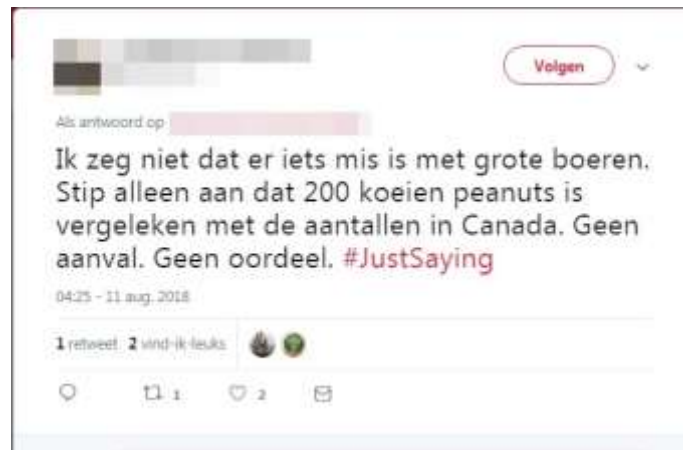 Volgen
Als antwoord op
Ik zeg niet dat er iets mis is met grote boeren.
Stip alleen aan dat 200 koeien peanuts is
vergeleken met de aantallen in Canada. Geen
aanval. Geen oordeel. #JustSaying
04:25 - 11 aug. 2018
1 retweet 2 vind-ik-leuks
1 2